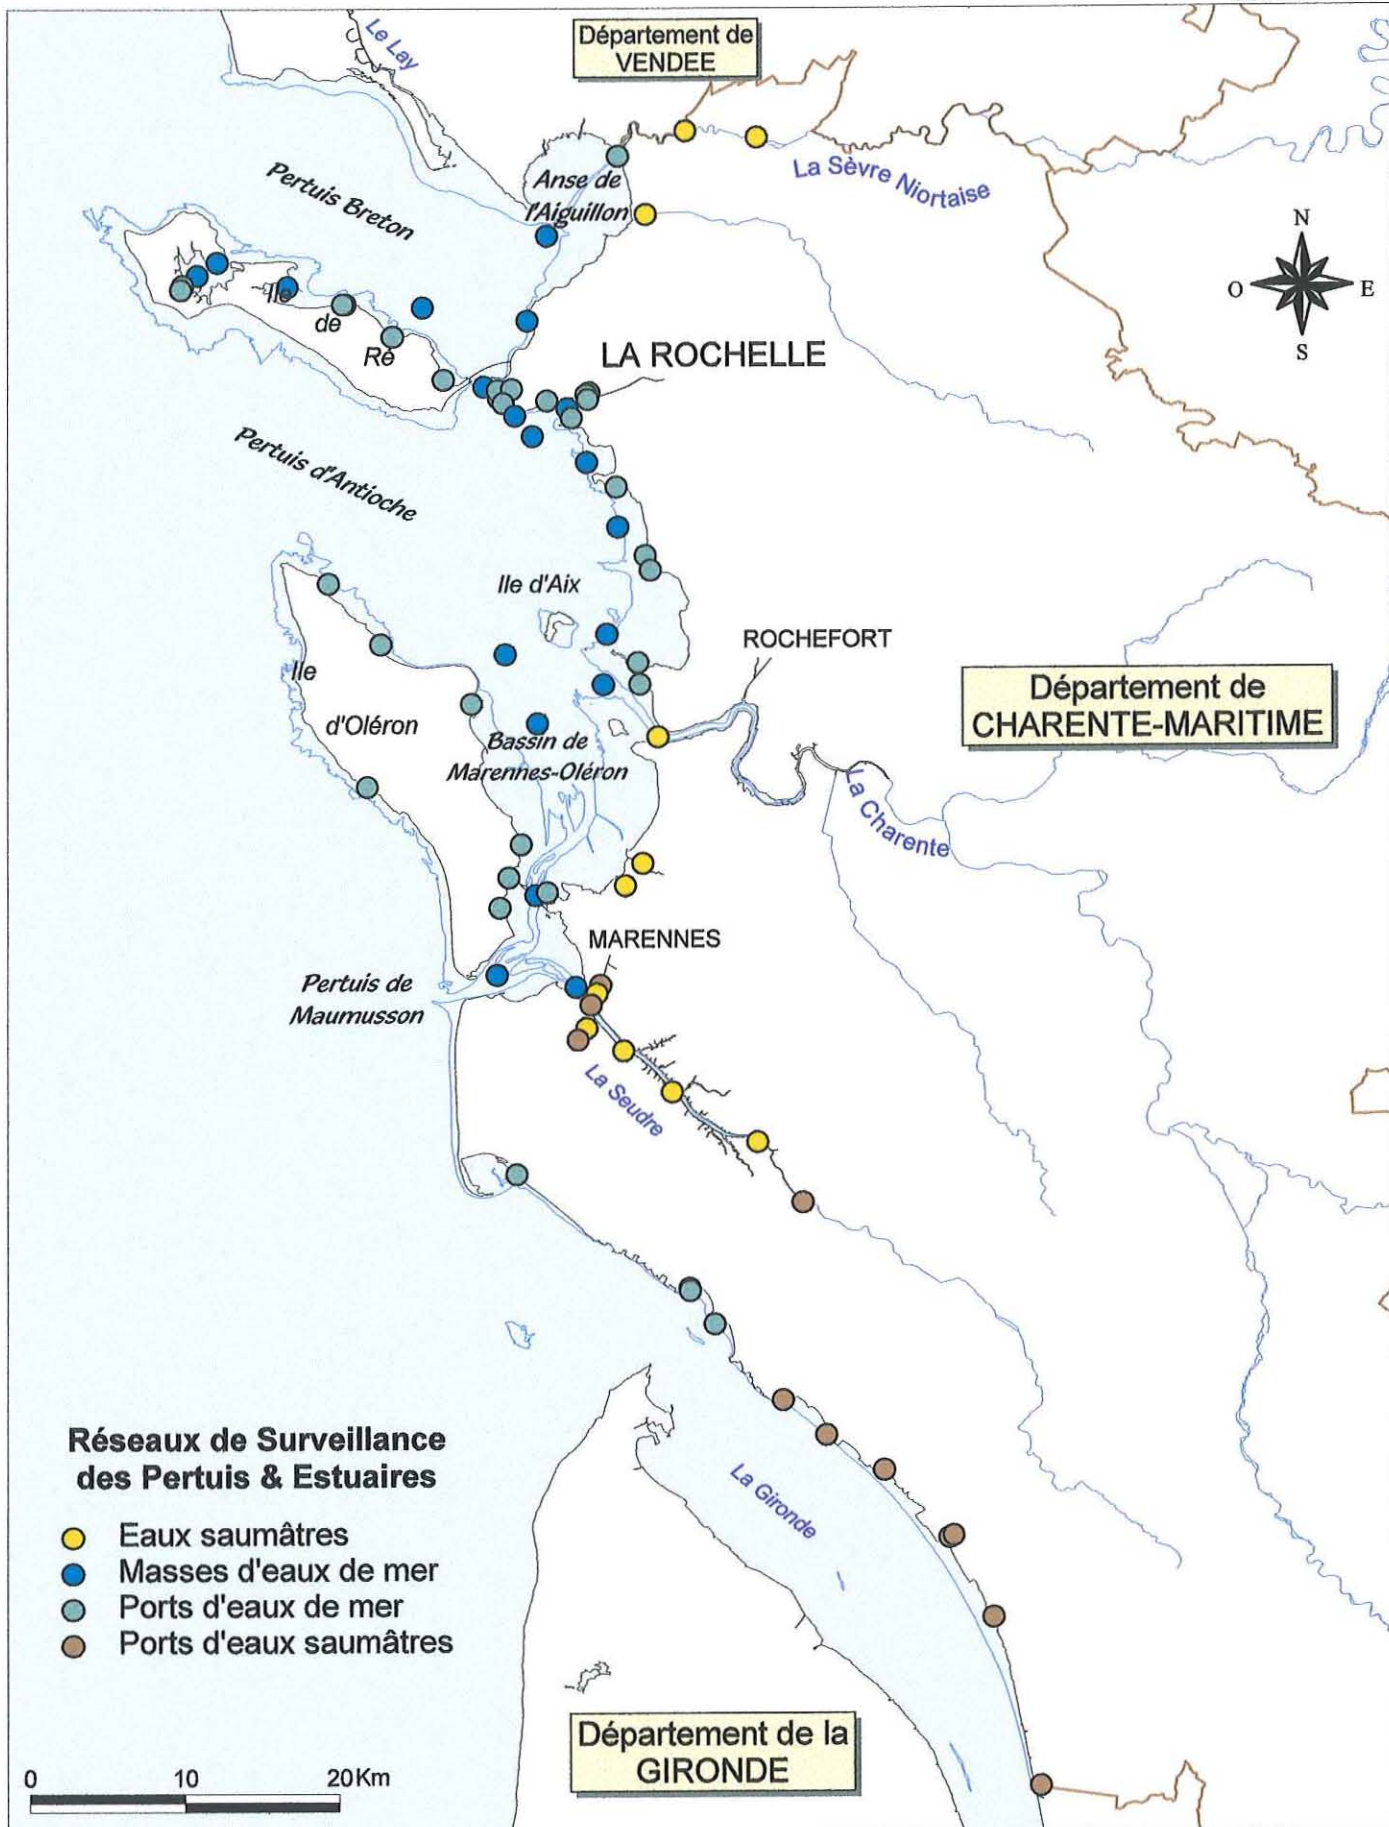 Le Lay
Département de
VENDEE
La Sèvre Niortaise
Anse de
l'Aiguillon
Pertuis Breton
N
O
E
S
Ile
de
Ré
LA ROCHELLE
Pertuis d'Antioche
Ile d'Aix
ROCHEFORT
Ile
d'Oléron
Département de
CHARENTE-MARITIME
Bassin de
Marennes-Oléron
La Charente
MARENNES
Pertuis de
Maumusson
La Seudre
Réseaux de Surveillance
des Pertuis & Estuaires
Eaux saumâtres
Masses d'eaux de mer
Ports d'eaux de mer
Ports d'eaux saumâtres
La Gironde
Département de la
GIRONDE
0 10 20 Km